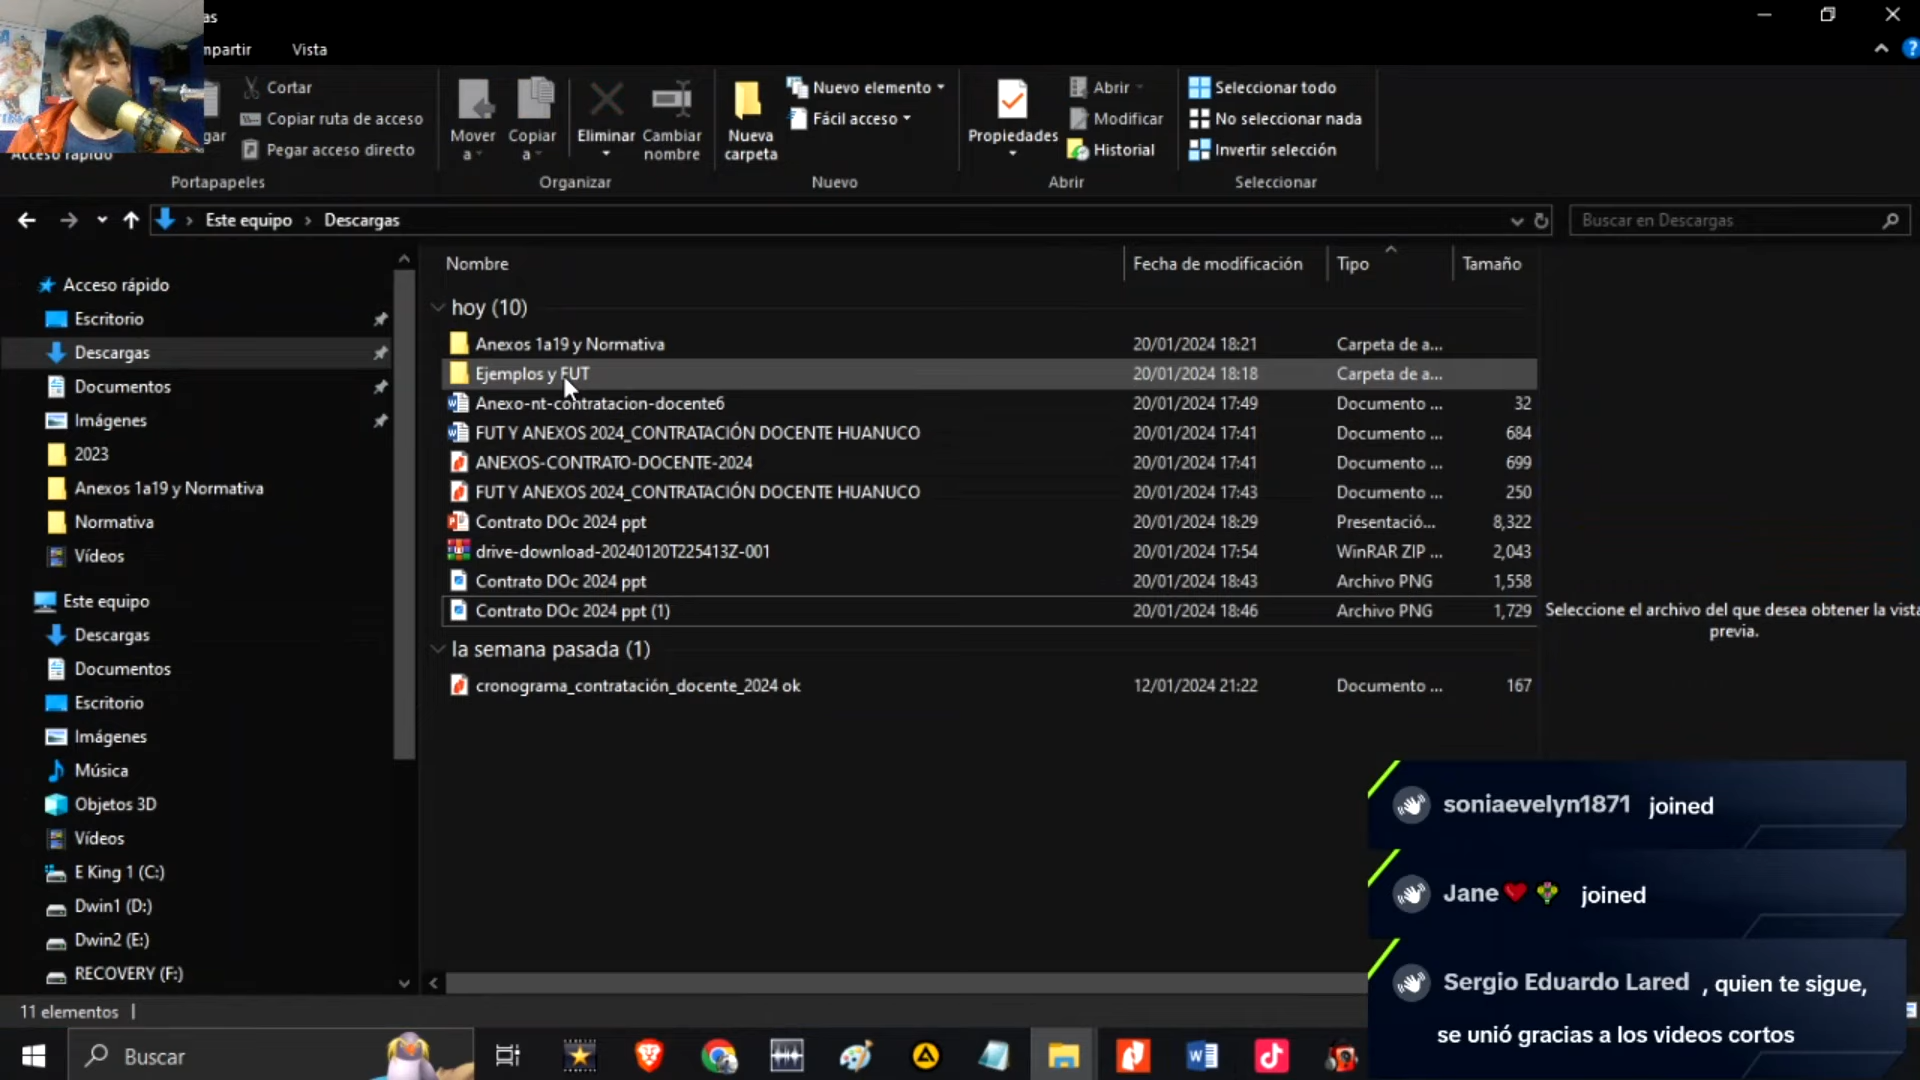 as
mpartir
Vista
gar
Acceso rápido
Cortar
Copiar ruta de acceso
Pegar acceso directo
Portapapeles
Mover
a
Copiar
a
Eliminar
Cambiar
nombre
Organizar
Nueva
carpeta
Nuevo elemento
Fácil acceso
Nuevo
Propiedades
Abrir
Modificar
Historial
Abrir
Seleccionar todo
No seleccionar nada
Invertir selección
Seleccionar
Este equipo > Descargas
Buscar en Descargas
Acceso rápido
Escritorio
Descargas
Documentos
Imágenes
2023
Anexos 1a19 y Normativa
Normativa
Vídeos
Este equipo
Descargas
Documentos
Escritorio
Imágenes
Música
Objetos 3D
Vídeos
E King 1 (C:)
Dwin1 (D:)
Dwin2 (E:)
RECOVERY (F:)
Nombre Fecha de modificación Tipo Tamaño
hoy (10)
Anexos 1a19 y Normativa 20/01/2024 18:21 Carpeta de a...
Ejemplos y FUT 20/01/2024 18:18 Carpeta de a...
Anexo-nt-contratacion-docente6 20/01/2024 17:49 Documento ... 32
FUT Y ANEXOS 2024_CONTRATACIÓN DOCENTE HUANUCO 20/01/2024 17:41 Documento ... 684
ANEXOS-CONTRATO-DOCENTE-2024 20/01/2024 17:41 Documento ... 699
FUT Y ANEXOS 2024_CONTRATACIÓN DOCENTE HUANUCO 20/01/2024 17:43 Documento ... 250
Contrato DOc 2024 ppt 20/01/2024 18:29 Presentació... 8,322
drive-download-20240120T225413Z-001 20/01/2024 17:54 WinRAR ZIP ... 2,043
Contrato DOc 2024 ppt 20/01/2024 18:43 Archivo PNG 1,558
Contrato DOc 2024 ppt (1) 20/01/2024 18:46 Archivo PNG 1,729
la semana pasada (1)
cronograma_contratación_docente_2024 ok 12/01/2024 21:22 Documento ... 167
Seleccione el archivo del que desea obtener la vista
previa.
soniaevelyn1871 joined
Jane❤️💐 joined
Sergio Eduardo Lared , quien te sigue,
se unió gracias a los videos cortos
11 elementos
Buscar